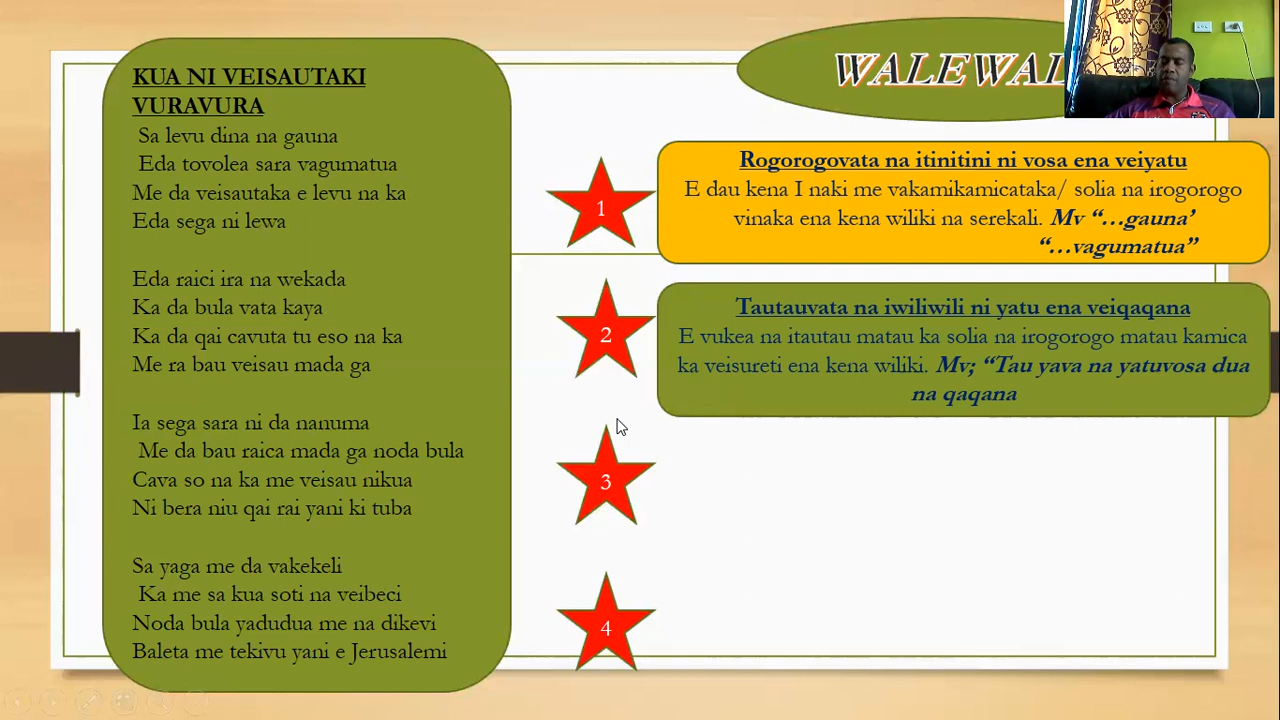 KUA NI VEISAUTAKI
VURAVURA
Sa levu dina na gauna
Eda tovolea sara vagumatua
Me da veisautaka e levu na ka
Eda sega ni lewa
Eda raici ira na wekada
Ka da bula vata kaya
Ka da qai cavuta tu eso na ka
Me ra bau veisau mada ga
Ia sega sara ni da nanuma
Me da bau raica mada ga noda bula
Cava so na ka me veisau nikua
Ni bera niu qai rai yani ki tuba
Sa yaga me da vakekeli
Ka me sa kua soti na veibeci
Noda bula yadudua me na dikevi
Baleta me tekivu yani e Jerusalemi
WALEWAL
1
Rogorogovata na itinitini ni vosa ena veiyatu
E dau kena I naki me vakamikamicataka/ solia na irogorogo
vinaka ena kena wiliki na serekali. Mv “…gauna’
“…vagumatua”
2
Tautauvata na iwiliwili ni yatu ena veiqaqana
E vukea na itautau matau ka solia na irogorogo matau kamica
ka veisureti ena kena wiliki. Mv; “Tau yava na yatuvosa dua
na qaqana
3
4